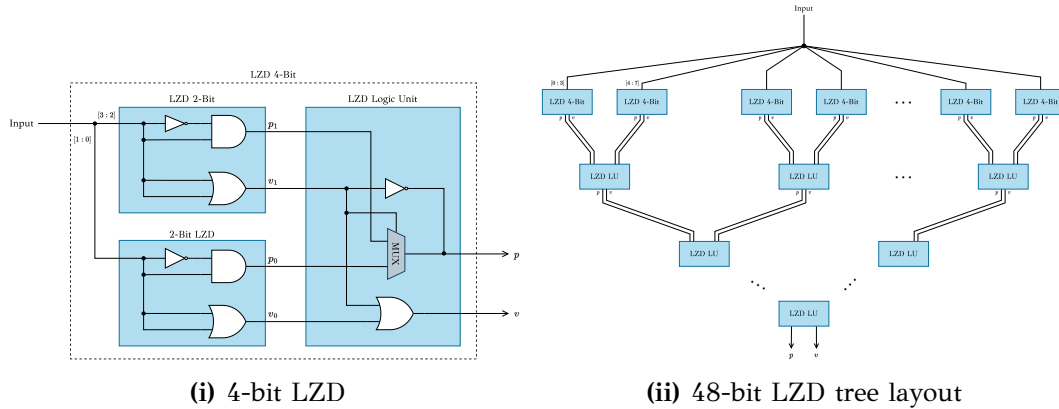 LZD 4-Bit
LZD 2-Bit
LZD Logic Unit
Input
[3 : 2]
[1 : 0]
p₁
v₁
2-Bit LZD
MUX
p₀
v₀
p
v
(i) 4-bit LZD
Input
[0 : 3]
[6 : 7]
LZD 4-Bit LZD 4-Bit LZD 4-Bit LZD 4-Bit ... LZD 4-Bit LZD 4-Bit
p v p v p v p v p v p v
LZD LU LZD LU ... LZD LU
p v p v p v
LZD LU LZD LU
... ...
LZD LU
p v
(ii) 48-bit LZD tree layout